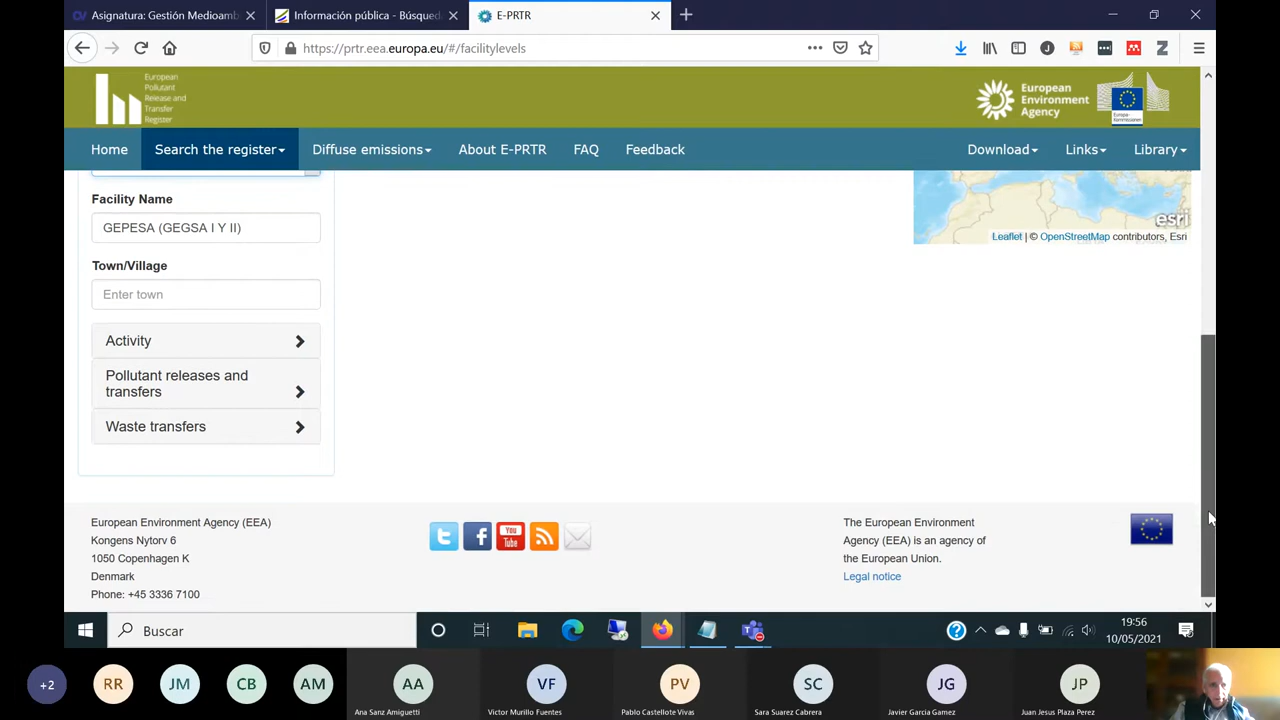 Asignatura: Gestión Medioamb
Información pública - Búsqued
E-PRTR
https://prtr.eea.europa.eu/#/facilitylevels
European
Pollutant
Release and
Transfer
Register
European
Environment
Agency
Home
Search the register
Diffuse emissions
About E-PRTR
FAQ
Feedback
Download
Links
Library
Facility Name
GEPESA (GEGSA I Y II)
Town/Village
Enter town
Activity
Pollutant releases and
transfers
Waste transfers
esri
Leaflet | © OpenStreetMap contributors, Esri
European Environment Agency (EEA)
Kongens Nytorv 6
1050 Copenhagen K
Denmark
Phone: +45 3336 7100
You
Tube
The European Environment
Agency (EEA) is an agency of
the European Union.
Legal notice
Buscar
19:56
10/05/2021
+2
RR
JM
CB
AM
AA
VF
PV
SC
JG
JP
Ana Sanz Amiguetti
Victor Murillo Fuentes
Pablo Castellote Vivas
Sara Suarez Cabrera
Javier Garcia Gamez
Juan Jesus Plaza Perez